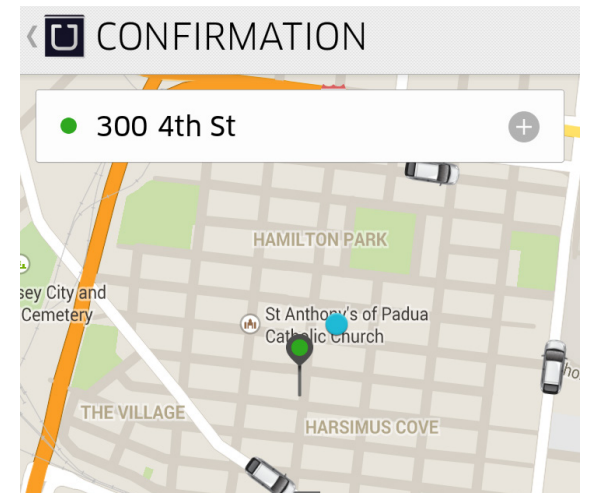 CONFIRMATION
300 4th St
HAMILTON PARK
sey City and
Cemetery
St Anthony's of Padua
Catholic Church
ho
THE VILLAGE
HARSIMUS COVE